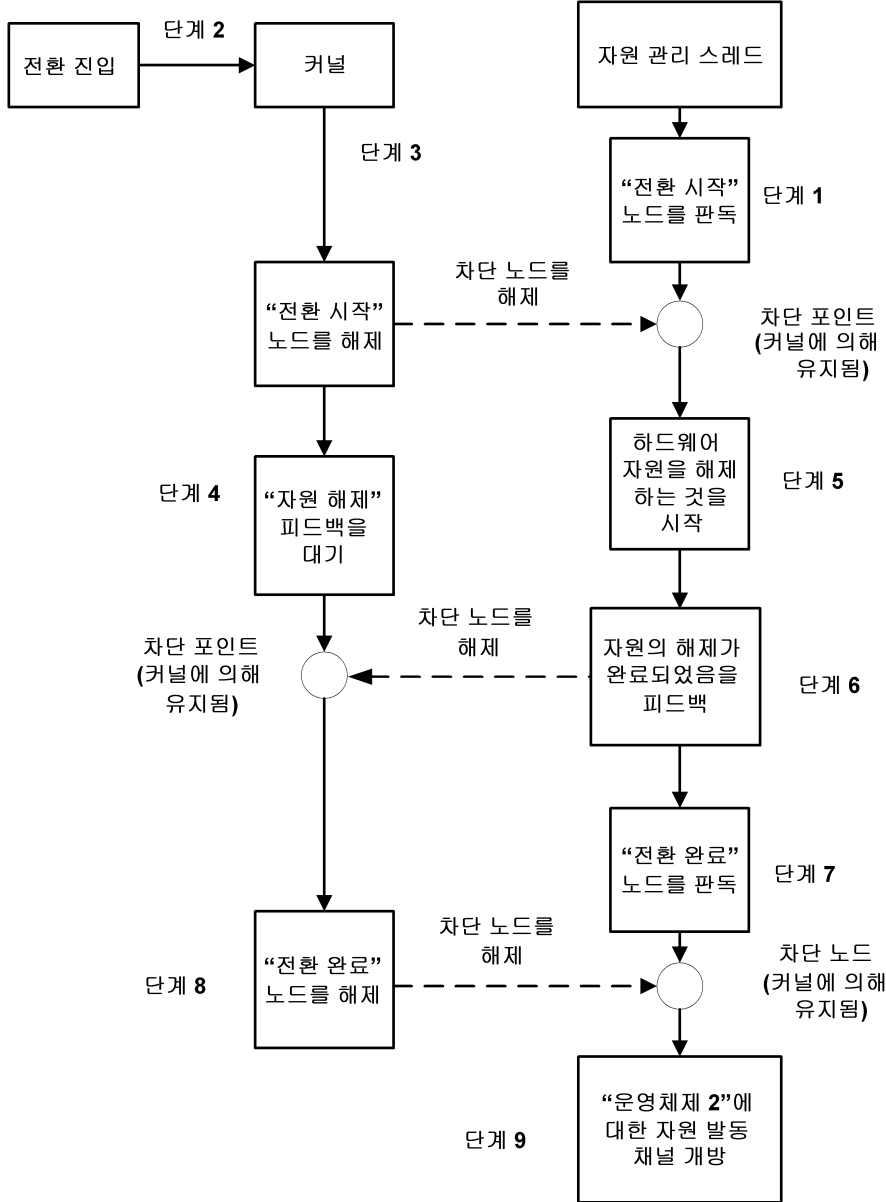 단계 2
전환 진입
커널
자원 관리 스레드
단계 3
“전환 시작”
노드를 판독
단계 1
“전환 시작”
노드를 해제
차단 노드를
해제
차단 포인트
(커널에 의해
유지됨)
단계 4
“자원 해제”
피드백을
대기
하드웨어
자원을 해제
하는 것을
시작
단계 5
차단 포인트
(커널에 의해
유지됨)
차단 노드를
해제
자원의 해제가
완료되었음을
피드백
단계 6
“전환 완료”
노드를 판독
단계 7
단계 8
“전환 완료”
노드를 해제
차단 노드를
해제
차단 노드
(커널에 의해
유지됨)
단계 9
“운영체제 2”에
대한 자원 발동
채널 개방